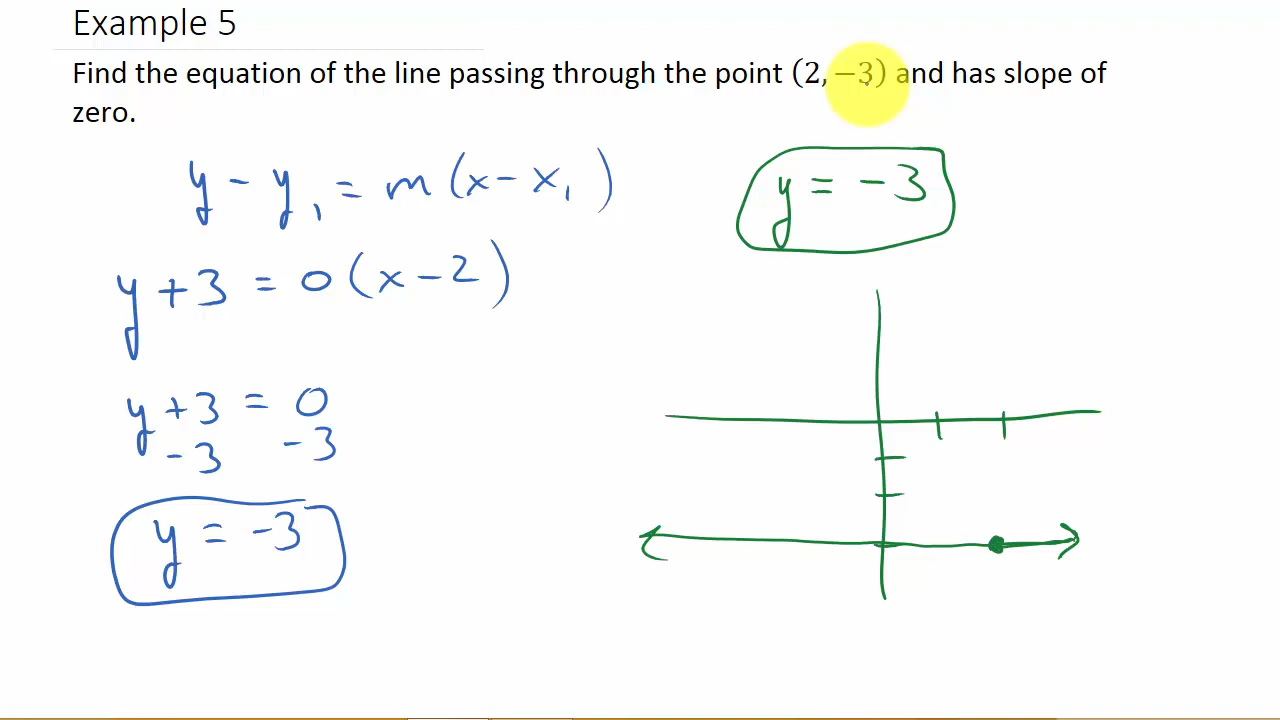 Example 5
Find the equation of the line passing through the point (2, −3) and has slope of
zero.
y - y₁ = m(x - x₁)
y + 3 = 0(x - 2)
y + 3 = 0
- 3 - 3
y = -3
y = -3